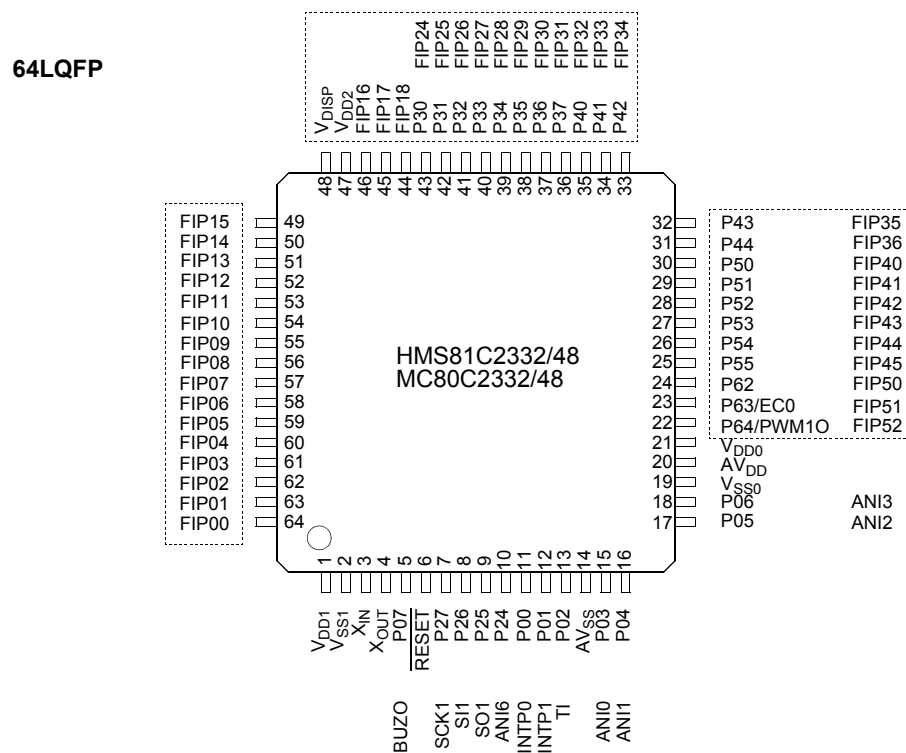 64LQFP
FIP24 FIP25 FIP26 FIP27 FIP28 FIP29 FIP30 FIP31 FIP32 FIP33 FIP34
VDISP VDD2 FIP16 FIP17 FIP18 P30 P31 P32 P33 P34 P35 P36 P37 P40 P41 P42
48 47 46 45 44 43 42 41 40 39 38 37 36 35 34 33
FIP15 49
FIP14 50
FIP13 51
FIP12 52
FIP11 53
FIP10 54
FIP09 55
FIP08 56
FIP07 57
FIP06 58
FIP05 59
FIP04 60
FIP03 61
FIP02 62
FIP01 63
FIP00 64
HMS81C2332/48
MC80C2332/48
32 P43 FIP35
31 P44 FIP36
30 P50 FIP40
29 P51 FIP41
28 P52 FIP42
27 P53 FIP43
26 P54 FIP44
25 P55 FIP45
24 P62 FIP50
23 P63/EC0 FIP51
22 P64/PWM1O FIP52
21 VDD0
20 AVDD
19 VSS0
18 P06 ANI3
17 P05 ANI2
1 2 3 4 5 6 7 8 9 10 11 12 13 14 15 16
VDD1 VSS1 XIN XOUT P07 RESET P27 P26 P25 P24 P00 P01 P02 AVSS P03 P04
BUZO SCK1 SI1 SO1 ANI6 INTP0 INTP1 TI ANI0 ANI1